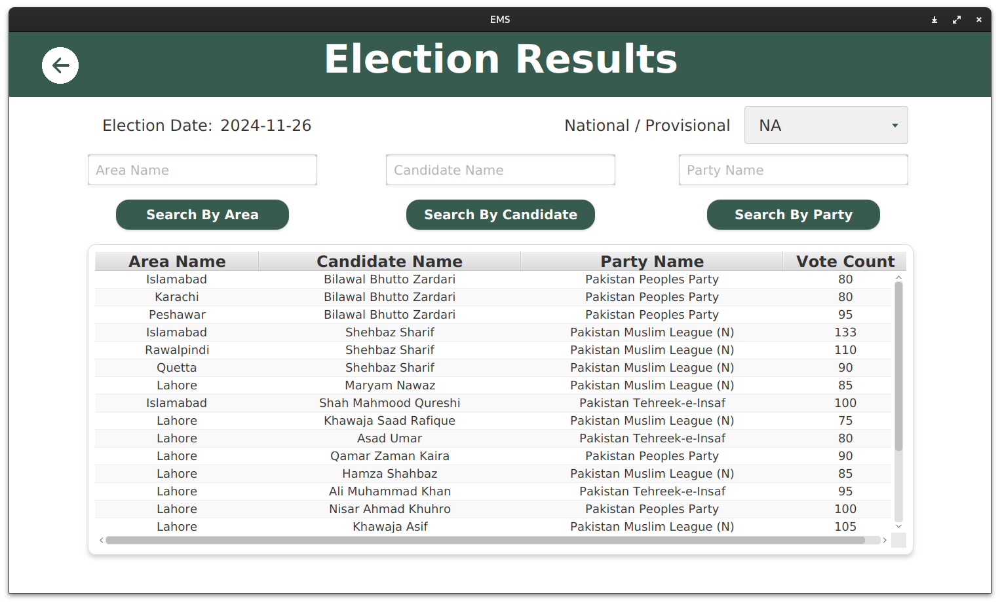 EMS
Election Results
Election Date: 2024-11-26 National / Provisional NA
Area Name Candidate Name Party Name
Search By Area Search By Candidate Search By Party
Area Name Candidate Name Party Name Vote Count
Islamabad Bilawal Bhutto Zardari Pakistan Peoples Party 80
Karachi Bilawal Bhutto Zardari Pakistan Peoples Party 80
Peshawar Bilawal Bhutto Zardari Pakistan Peoples Party 95
Islamabad Shehbaz Sharif Pakistan Muslim League (N) 133
Rawalpindi Shehbaz Sharif Pakistan Muslim League (N) 110
Quetta Shehbaz Sharif Pakistan Muslim League (N) 90
Lahore Maryam Nawaz Pakistan Muslim League (N) 85
Islamabad Shah Mahmood Qureshi Pakistan Tehreek-e-Insaf 100
Lahore Khawaja Saad Rafique Pakistan Muslim League (N) 75
Lahore Asad Umar Pakistan Tehreek-e-Insaf 80
Lahore Qamar Zaman Kaira Pakistan Peoples Party 90
Lahore Hamza Shahbaz Pakistan Muslim League (N) 85
Lahore Ali Muhammad Khan Pakistan Tehreek-e-Insaf 95
Lahore Nisar Ahmad Khuhro Pakistan Peoples Party 100
Lahore Khawaja Asif Pakistan Muslim League (N) 105